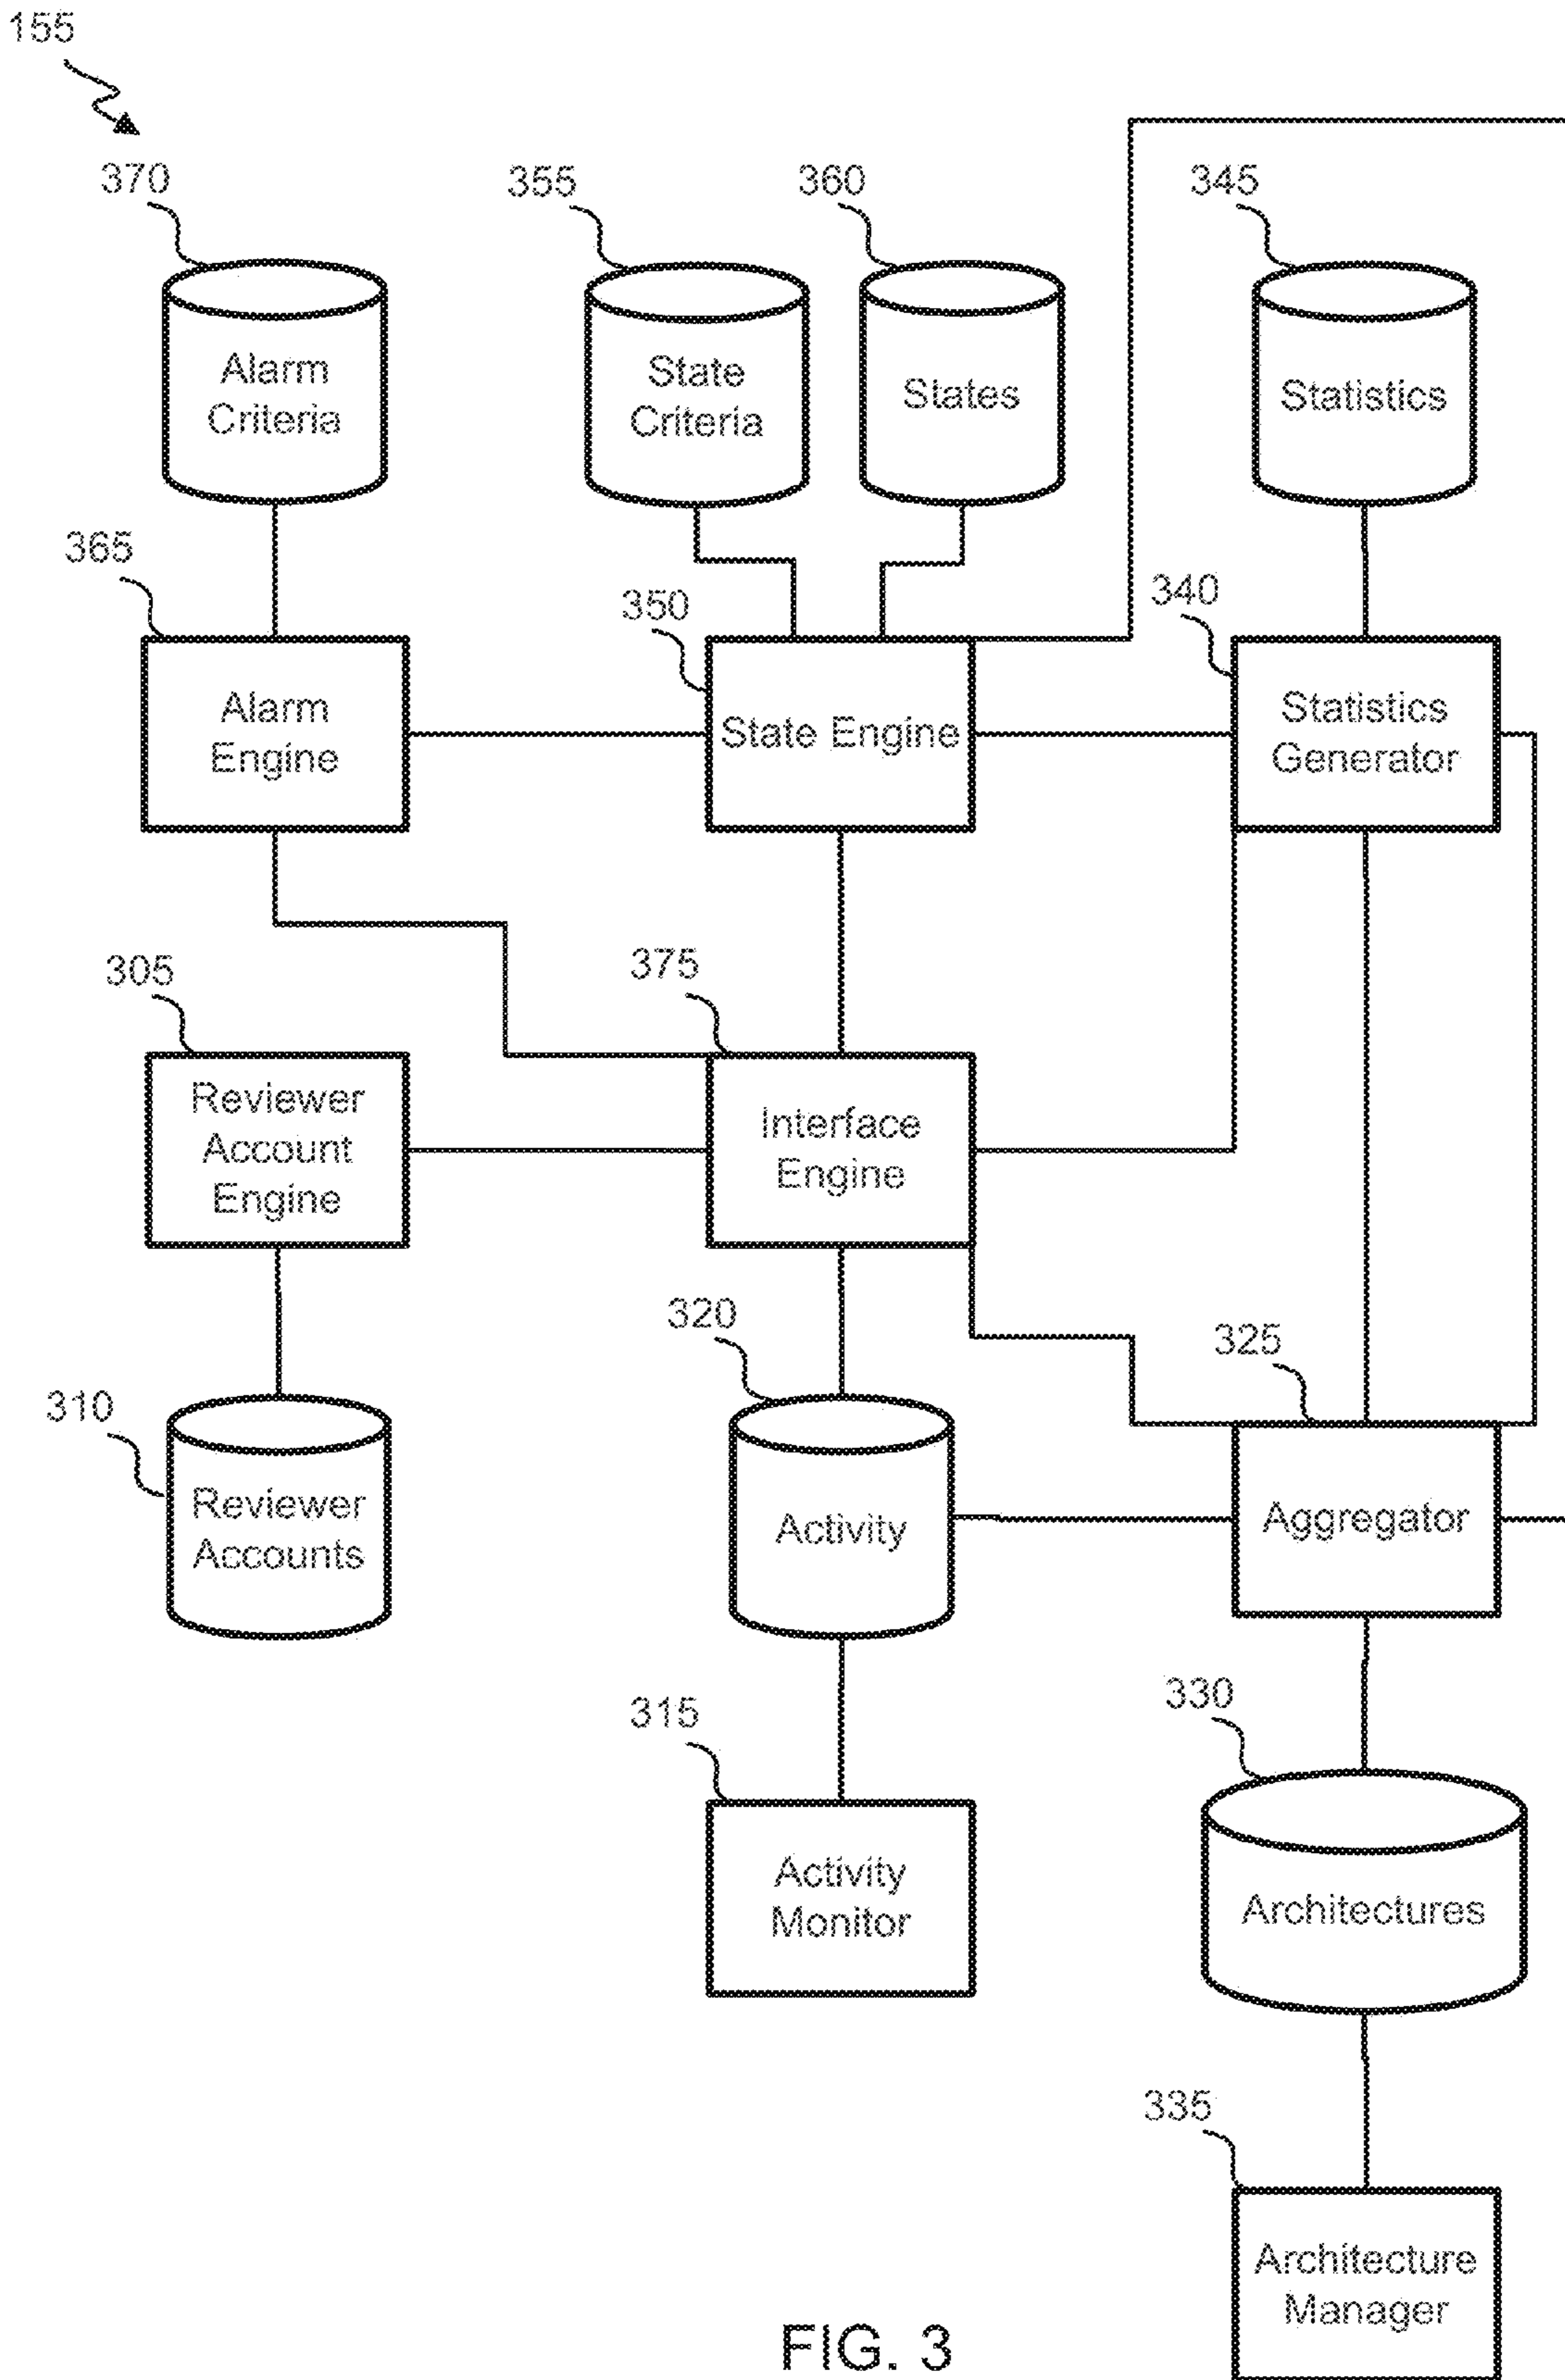 155
370
355
360
345
Alarm
Criteria
State
Criteria
States
Statistics
365
350
340
Alarm
Engine
State Engine
Statistics
Generator
305
375
Reviewer
Account
Engine
Interface
Engine
310
320
325
Reviewer
Accounts
Activity
Aggregator
315
330
Activity
Monitor
Architectures
335
Architecture
Manager
FIG. 3